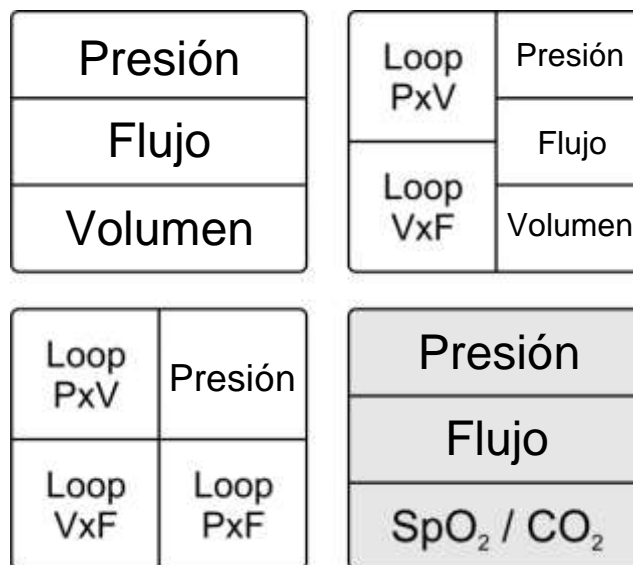 Presión
Flujo
Volumen
Loop
PxV
Loop
VxF
Presión
Flujo
Volumen
Loop
PxV
Presión
Loop
VxF
Loop
PxF
Presión
Flujo
SpO₂ / CO₂